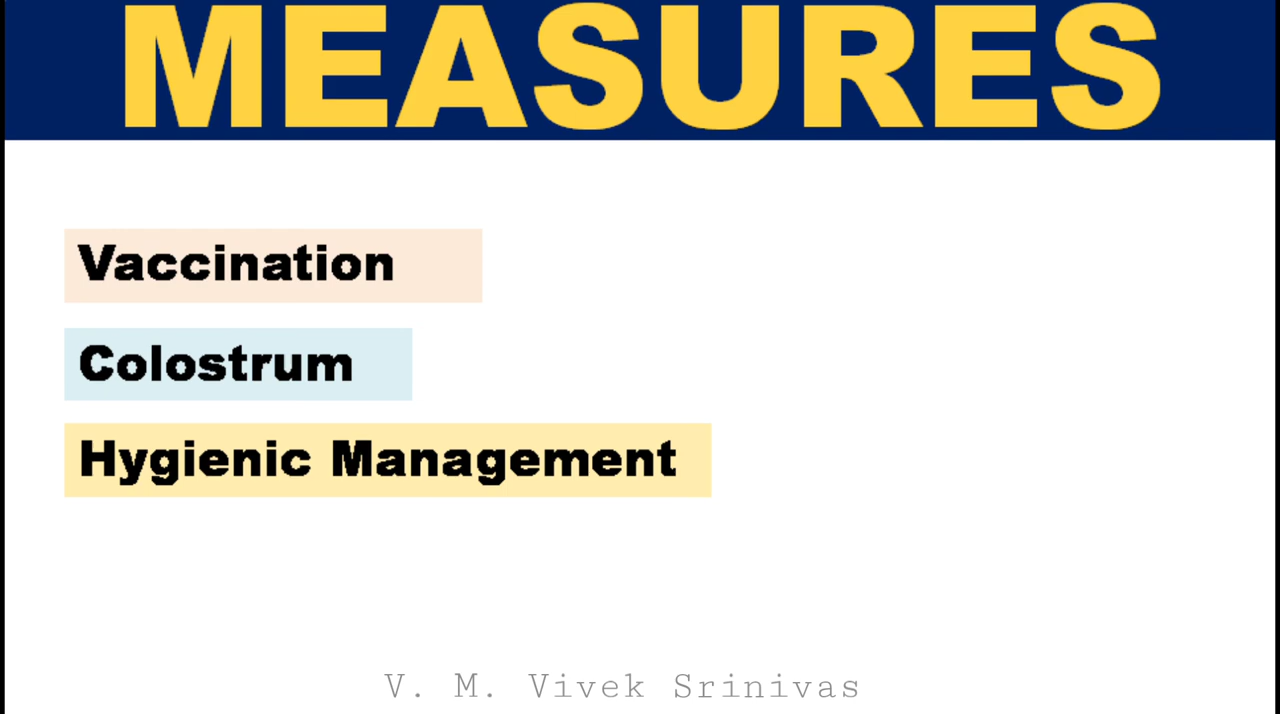 MEASURES
Vaccination
Colostrum
Hygienic Management
V. M. Vivek Srinivas